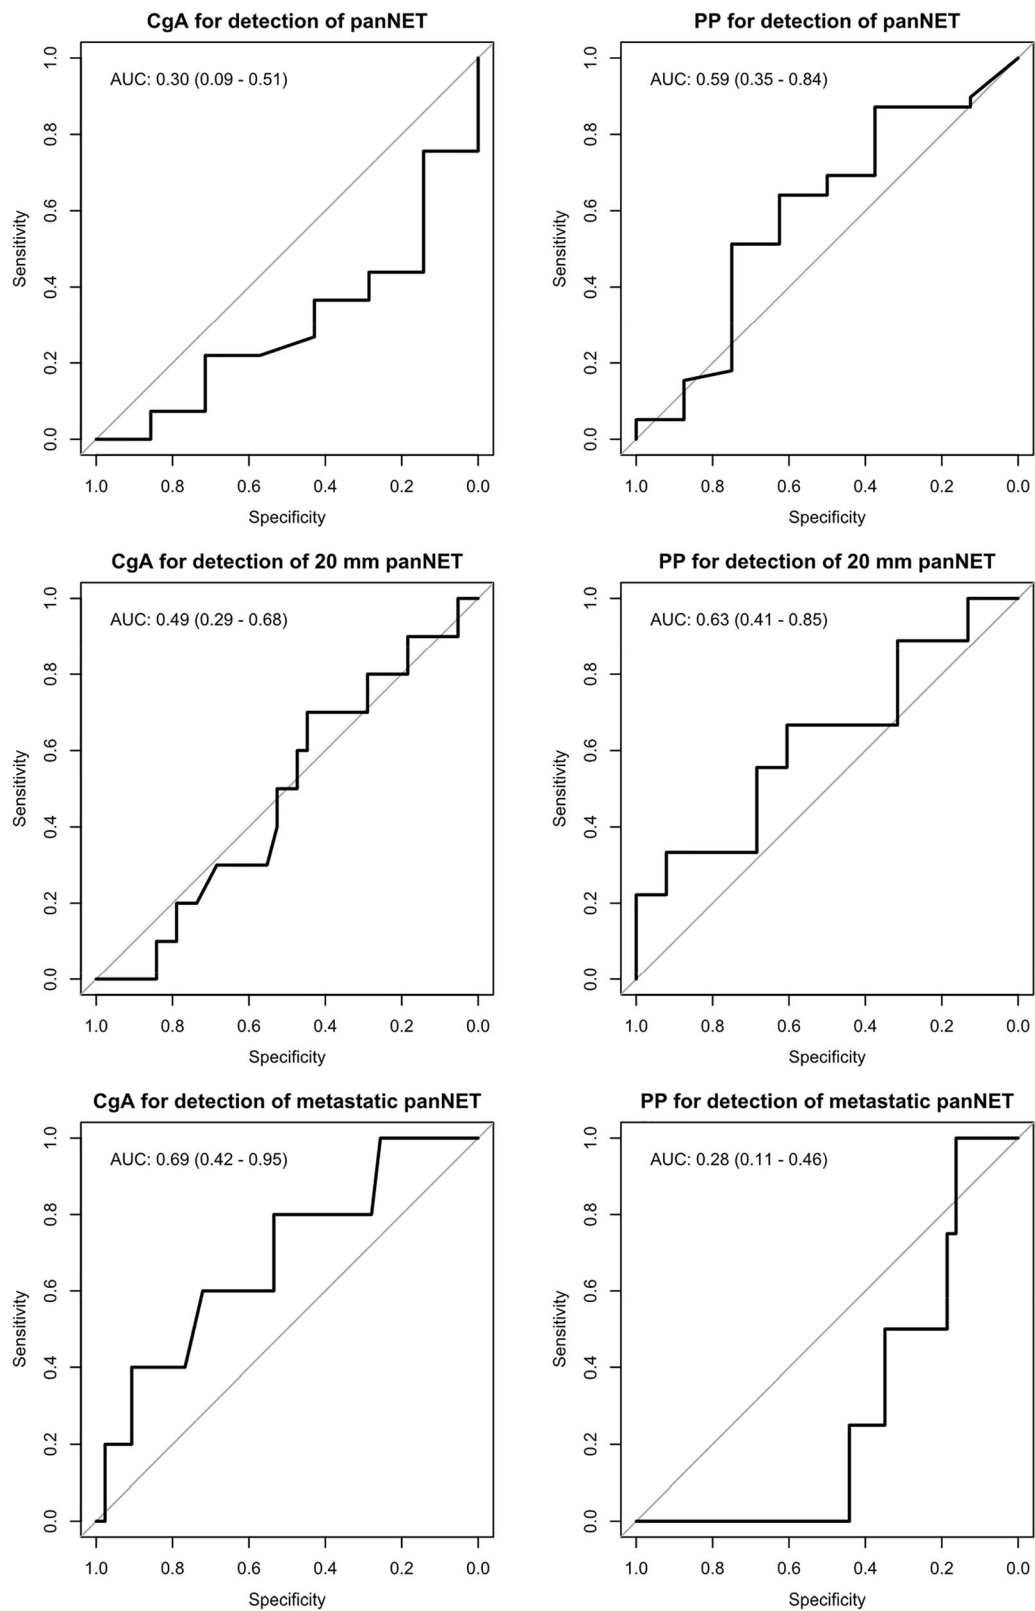 CgA for detection of panNET
AUC: 0.30 (0.09 - 0.51)
Sensitivity
1.0
0.8
0.6
0.4
0.2
0.0
1.0 0.8 0.6 0.4 0.2 0.0
Specificity
PP for detection of panNET
AUC: 0.59 (0.35 - 0.84)
Sensitivity
1.0
0.8
0.6
0.4
0.2
0.0
1.0 0.8 0.6 0.4 0.2 0.0
Specificity
CgA for detection of 20 mm panNET
AUC: 0.49 (0.29 - 0.68)
Sensitivity
1.0
0.8
0.6
0.4
0.2
0.0
1.0 0.8 0.6 0.4 0.2 0.0
Specificity
PP for detection of 20 mm panNET
AUC: 0.63 (0.41 - 0.85)
Sensitivity
1.0
0.8
0.6
0.4
0.2
0.0
1.0 0.8 0.6 0.4 0.2 0.0
Specificity
CgA for detection of metastatic panNET
AUC: 0.69 (0.42 - 0.95)
Sensitivity
1.0
0.8
0.6
0.4
0.2
0.0
1.0 0.8 0.6 0.4 0.2 0.0
Specificity
PP for detection of metastatic panNET
AUC: 0.28 (0.11 - 0.46)
Sensitivity
1.0
0.8
0.6
0.4
0.2
0.0
1.0 0.8 0.6 0.4 0.2 0.0
Specificity